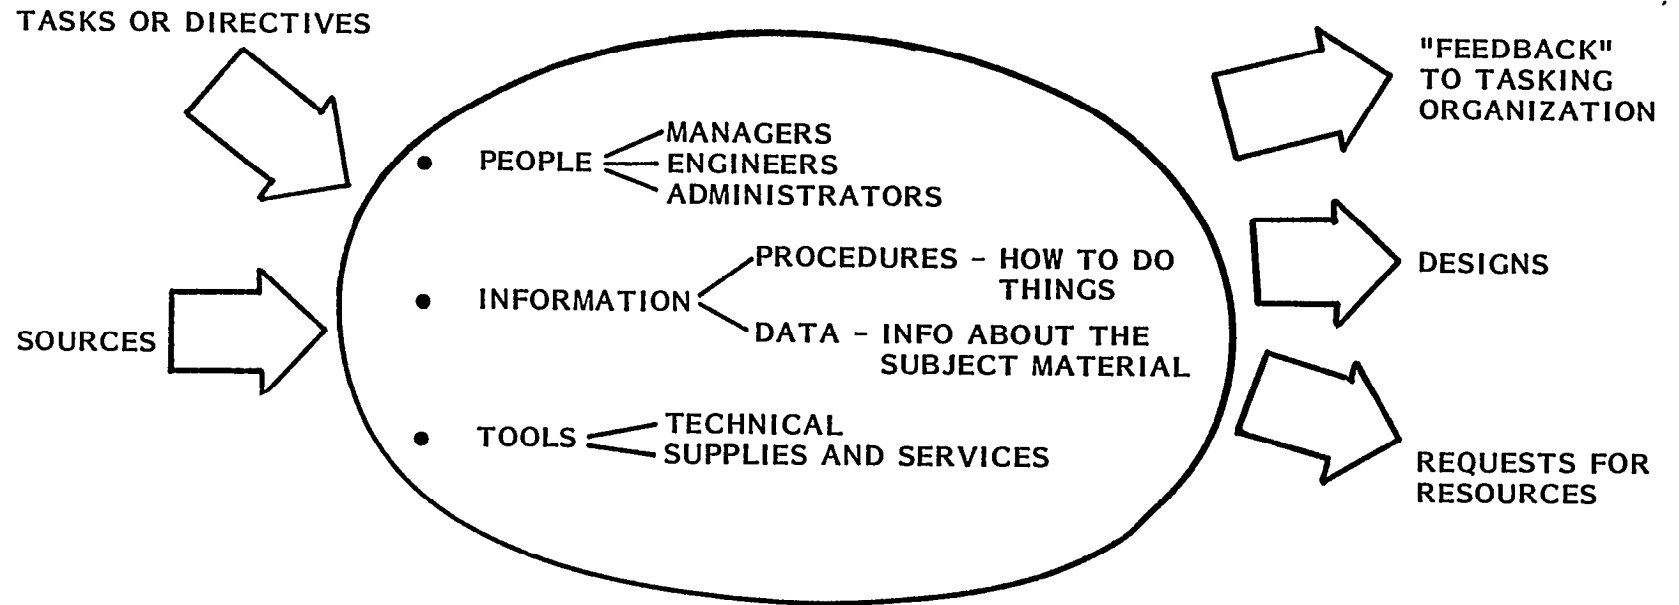 TASKS OR DIRECTIVES
"FEEDBACK"
TO TASKING
ORGANIZATION
• PEOPLE
MANAGERS
ENGINEERS
ADMINISTRATORS
SOURCES
• INFORMATION
PROCEDURES - HOW TO DO
THINGS
DATA - INFO ABOUT THE
SUBJECT MATERIAL
DESIGNS
• TOOLS
TECHNICAL
SUPPLIES AND SERVICES
REQUESTS FOR
RESOURCES